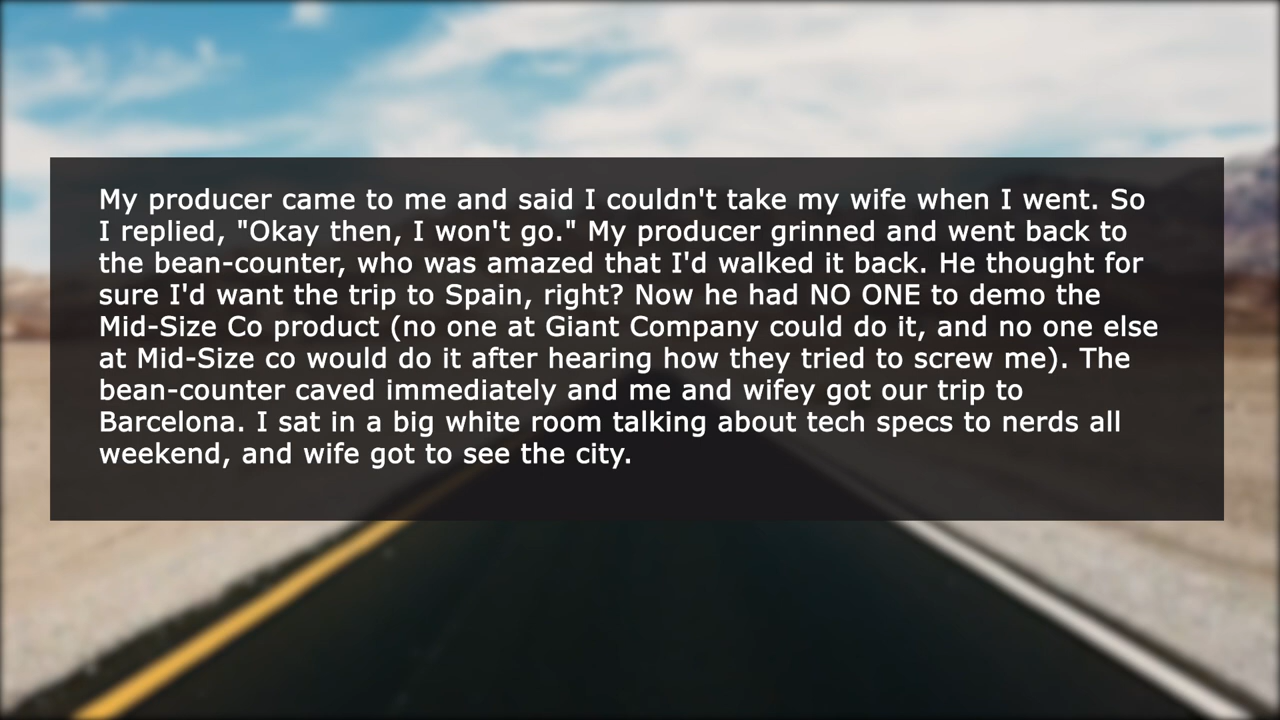 My producer came to me and said I couldn't take my wife when I went. So
I replied, "Okay then, I won't go." My producer grinned and went back to
the bean-counter, who was amazed that I'd walked it back. He thought for
sure I'd want the trip to Spain, right? Now he had NO ONE to demo the
Mid-Size Co product (no one at Giant Company could do it, and no one else
at Mid-Size co would do it after hearing how they tried to screw me). The
bean-counter caved immediately and me and wifey got our trip to
Barcelona. I sat in a big white room talking about tech specs to nerds all
weekend, and wife got to see the city.